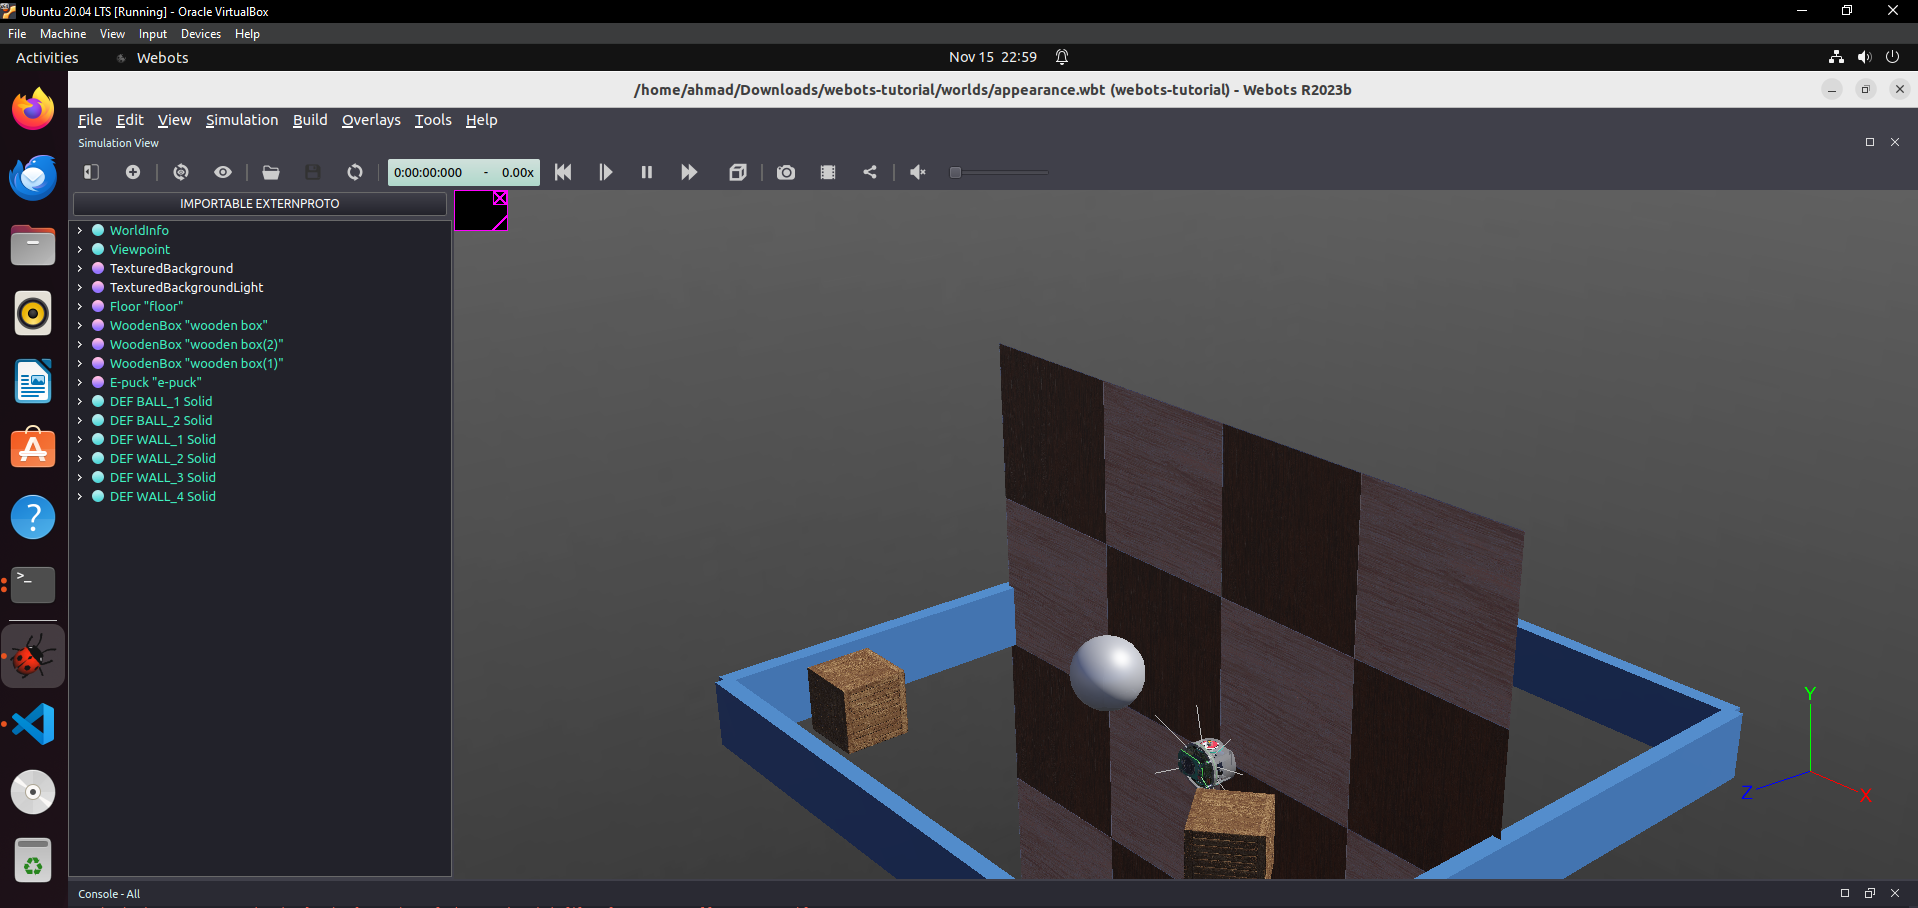 Ubuntu 20.04 LTS [Running] - Oracle VirtualBox
File Machine View Input Devices Help
Activities Webots Nov 15 22:59
/home/ahmad/Downloads/webots-tutorial/worlds/appearance.wbt (webots-tutorial) - Webots R2023b
File Edit View Simulation Build Overlays Tools Help
Simulation View
0:00:00:000 - 0.00x
IMPORTABLE EXTERNPROTO
WorldInfo
Viewpoint
TexturedBackground
TexturedBackgroundLight
Floor "floor"
WoodenBox "wooden box"
WoodenBox "wooden box(2)"
WoodenBox "wooden box(1)"
E-puck "e-puck"
DEF BALL_1 Solid
DEF BALL_2 Solid
DEF WALL_1 Solid
DEF WALL_2 Solid
DEF WALL_3 Solid
DEF WALL_4 Solid
Y
Z X
Console - All